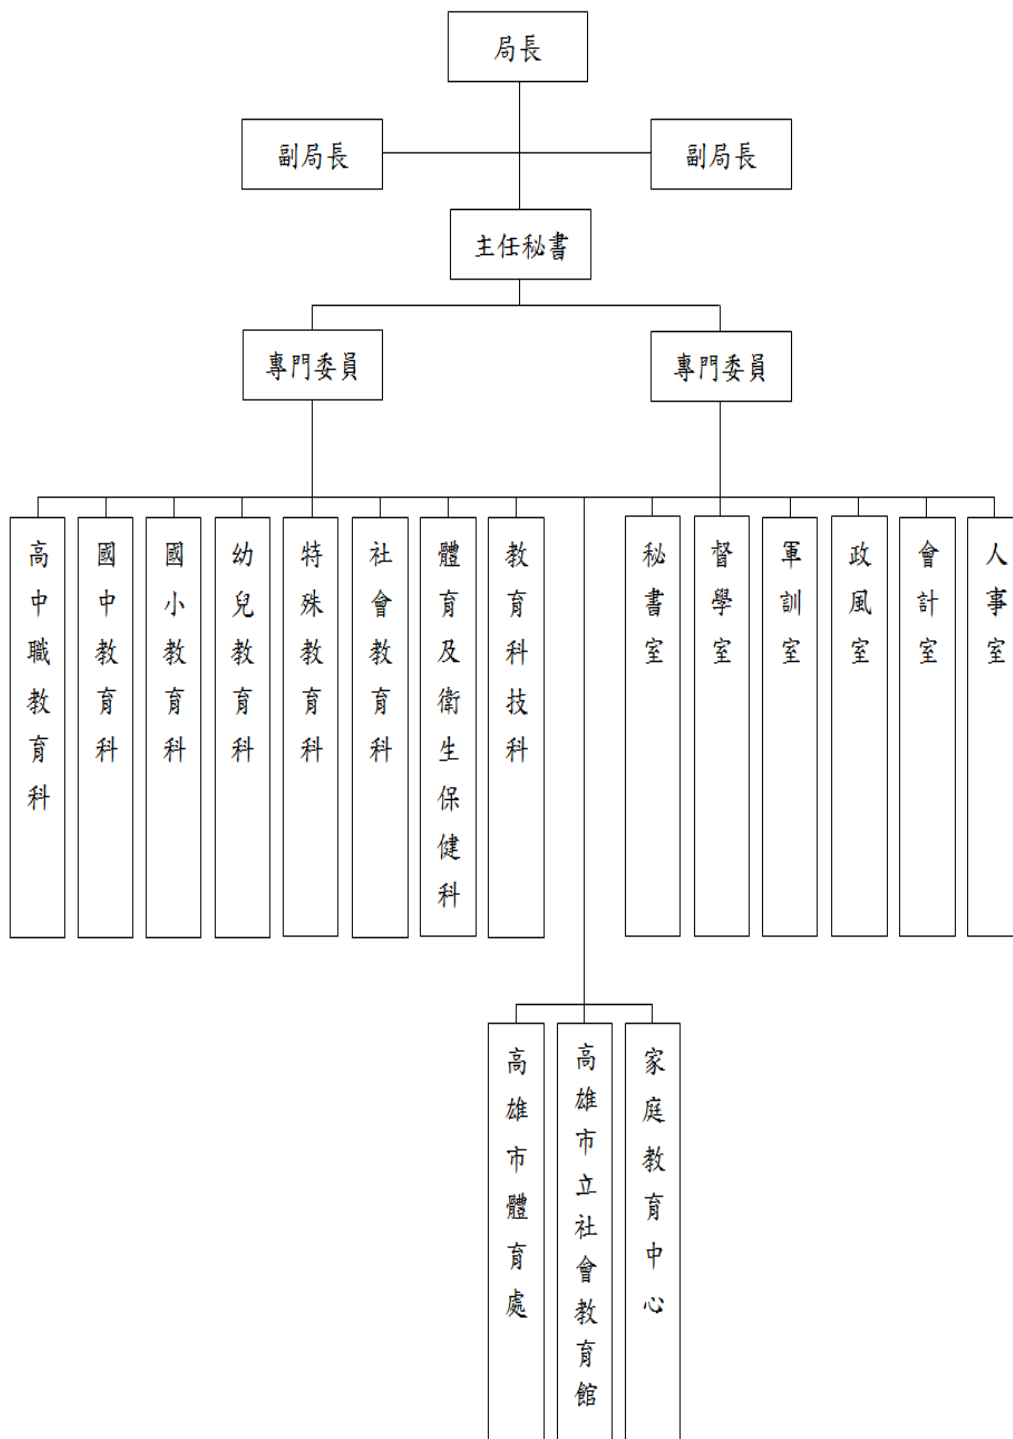 局長
副局長
副局長
主任秘書
專門委員
專門委員
高中職教育科
國中教育科
國小教育科
幼兒教育科
特殊教育科
社會教育科
體育及衛生保健科
教育科技科
秘書室
督學室
軍訓室
政風室
會計室
人事室
高雄市體育處
高雄市立社會教育館
家庭教育中心